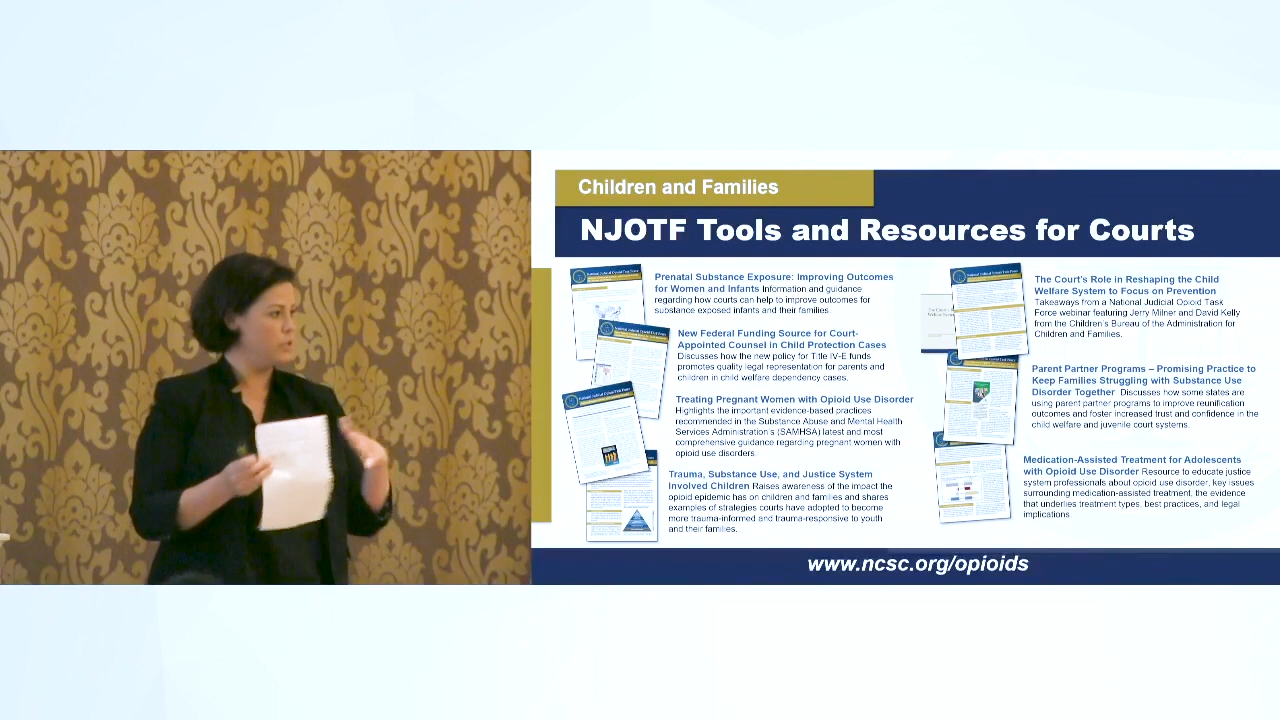 Children and Families
NJOTF Tools and Resources for Courts
Prenatal Substance Exposure: Improving Outcomes
for Women and Infants Information and guidance
regarding how courts can help to improve outcomes for
substance exposed infants and their families.
New Federal Funding Source for Court-
Appointed Counsel in Child Protection Cases
Discusses how the new policy for Title IV-E funds
promotes quality legal representation for parents and
children in child welfare dependency cases.
Treating Pregnant Women with Opioid Use Disorder
Highlights the important evidence-based practices
recommended in the Substance Abuse and Mental Health
Services Administration's (SAMHSA) latest and most
comprehensive guidance regarding pregnant women with
opioid use disorders.
Trauma, Substance Use, and Justice System
Involved Children Raises awareness of the impact the
opioid epidemic has on children and families and shares
examples of strategies courts have adopted to become
more trauma-informed and trauma-responsive to youth
and their families.
The Court's Role in Reshaping the Child
Welfare System to Focus on Prevention
Takeaways from a National Judicial Opioid Task
Force webinar featuring Jerry Milner and David Kelly
from the Children's Bureau of the Administration for
Children and Families.
Parent Partner Programs – Promising Practice to
Keep Families Struggling with Substance Use
Disorder Together Discusses how some states are
using parent partner programs to improve reunification
outcomes and foster increased trust and confidence in the
child welfare and juvenile court systems.
Medication-Assisted Treatment for Adolescents
with Opioid Use Disorder Resource to educate justice
system professionals about opioid use disorder, key issues
surrounding medication-assisted treatment, the evidence
that underlies treatment types, best practices, and legal
implications.
www.ncsc.org/opioids